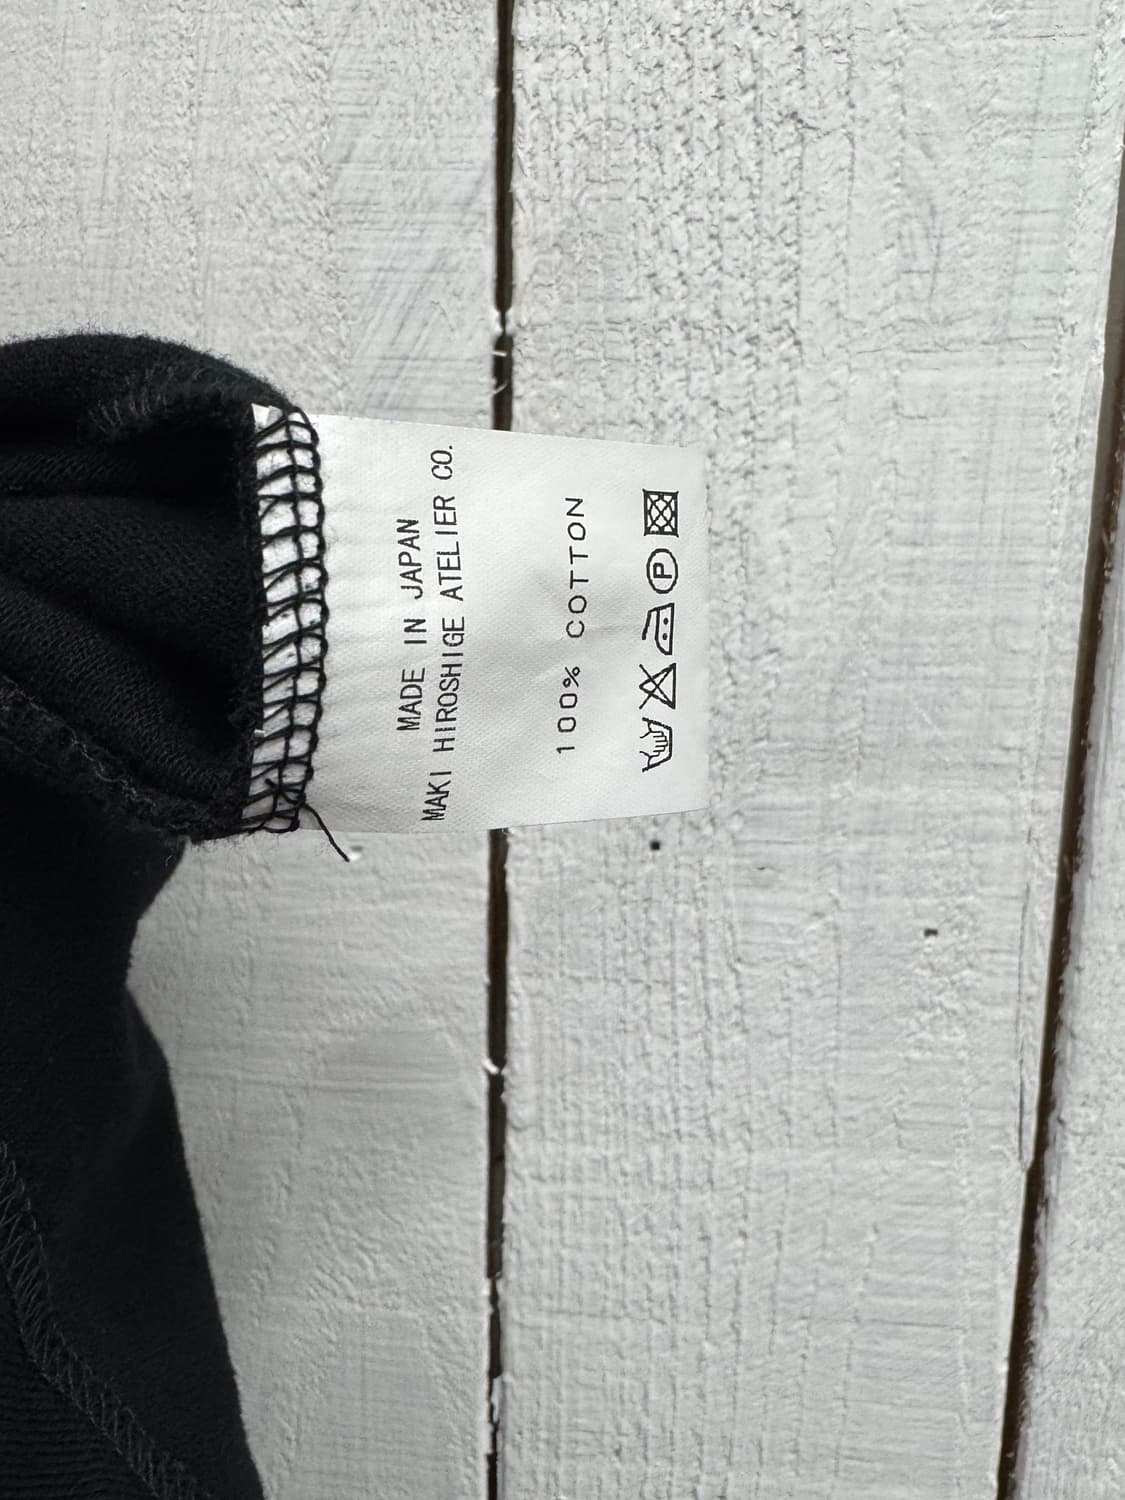 MADE IN JAPAN
MAKI HIROSHIGE ATELIER CO.
100% COTTON
P